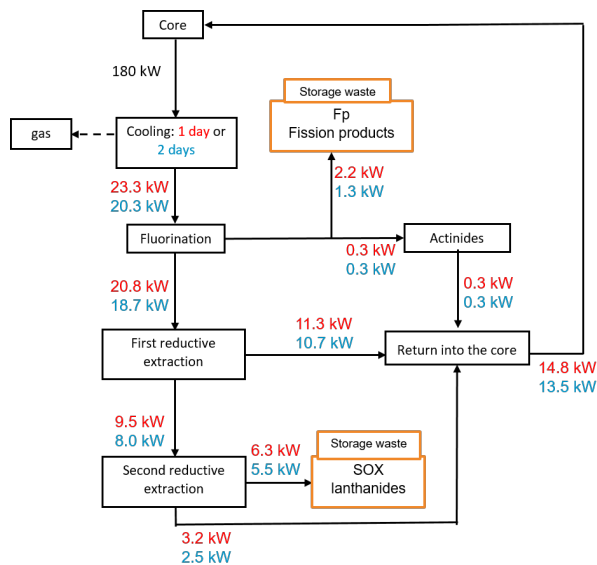 Core
180 kW
gas
Cooling: 1 day or
2 days
Storage waste
Fp
Fission products
23.3 kW
20.3 kW
2.2 kW
1.3 kW
Fluorination
Actinides
0.3 kW
0.3 kW
0.3 kW
0.3 kW
20.8 kW
18.7 kW
First reductive
extraction
11.3 kW
10.7 kW
Return into the core
14.8 kW
13.5 kW
9.5 kW
8.0 kW
Second reductive
extraction
6.3 kW
5.5 kW
Storage waste
SOX
lanthanides
3.2 kW
2.5 kW